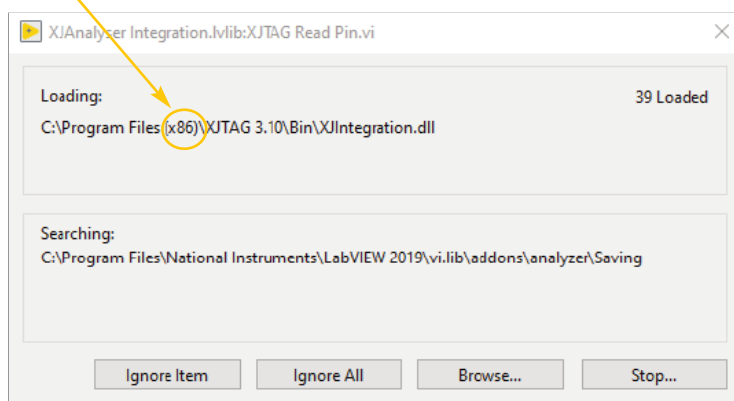 XJAnalyser Integration.lvlib:XJTAG Read Pin.vi
Loading:
39 Loaded
C:\Program Files (x86)\XJTAG 3.10\Bin\XJIntegration.dll
Searching:
C:\Program Files\National Instruments\LabVIEW 2019\vi.lib\addons\analyzer\Saving
Ignore Item
Ignore All
Browse...
Stop...